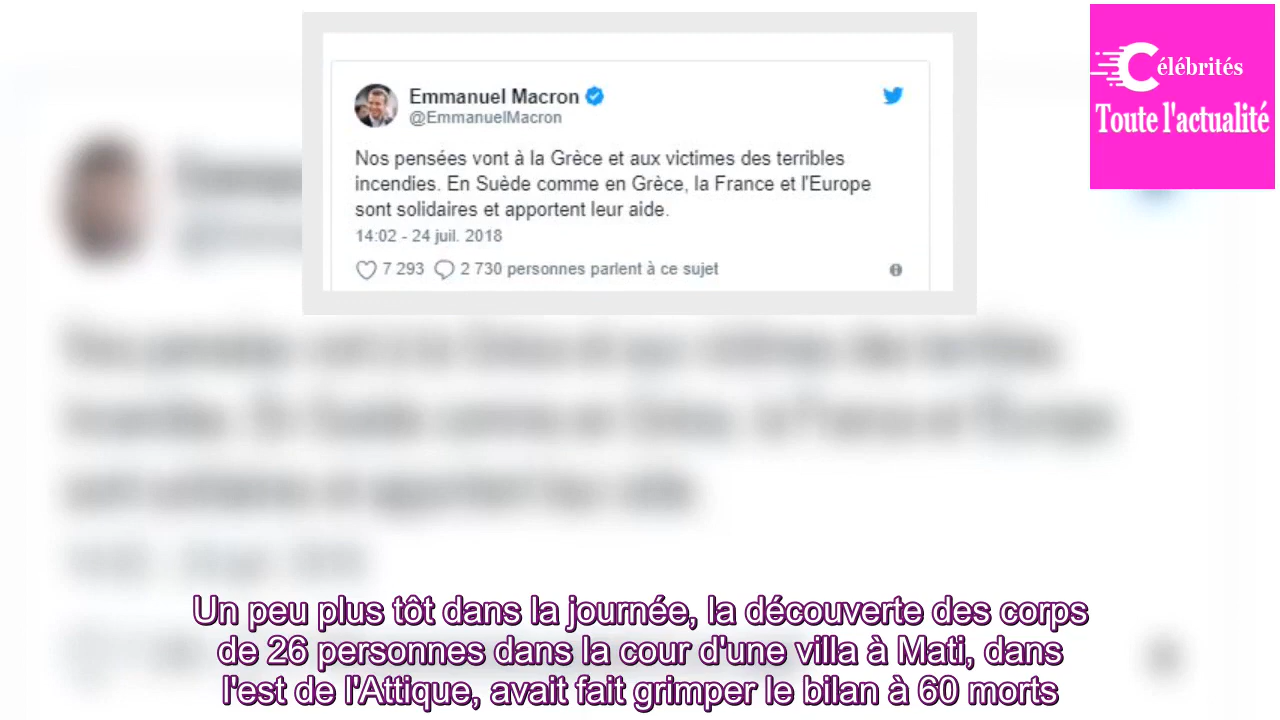 Emmanuel Macron
@EmmanuelMacron
Nos pensées vont à la Grèce et aux victimes des terribles
incendies. En Suède comme en Grèce, la France et l'Europe
sont solidaires et apportent leur aide.
14:02 - 24 juil. 2018
7 293 2 730 personnes parlent à ce sujet
Célébrités
Toute l'actualité
Un peu plus tôt dans la journée, la découverte des corps
de 26 personnes dans la cour d'une villa à Mati, dans
l'est de l'Attique, avait fait grimper le bilan à 60 morts